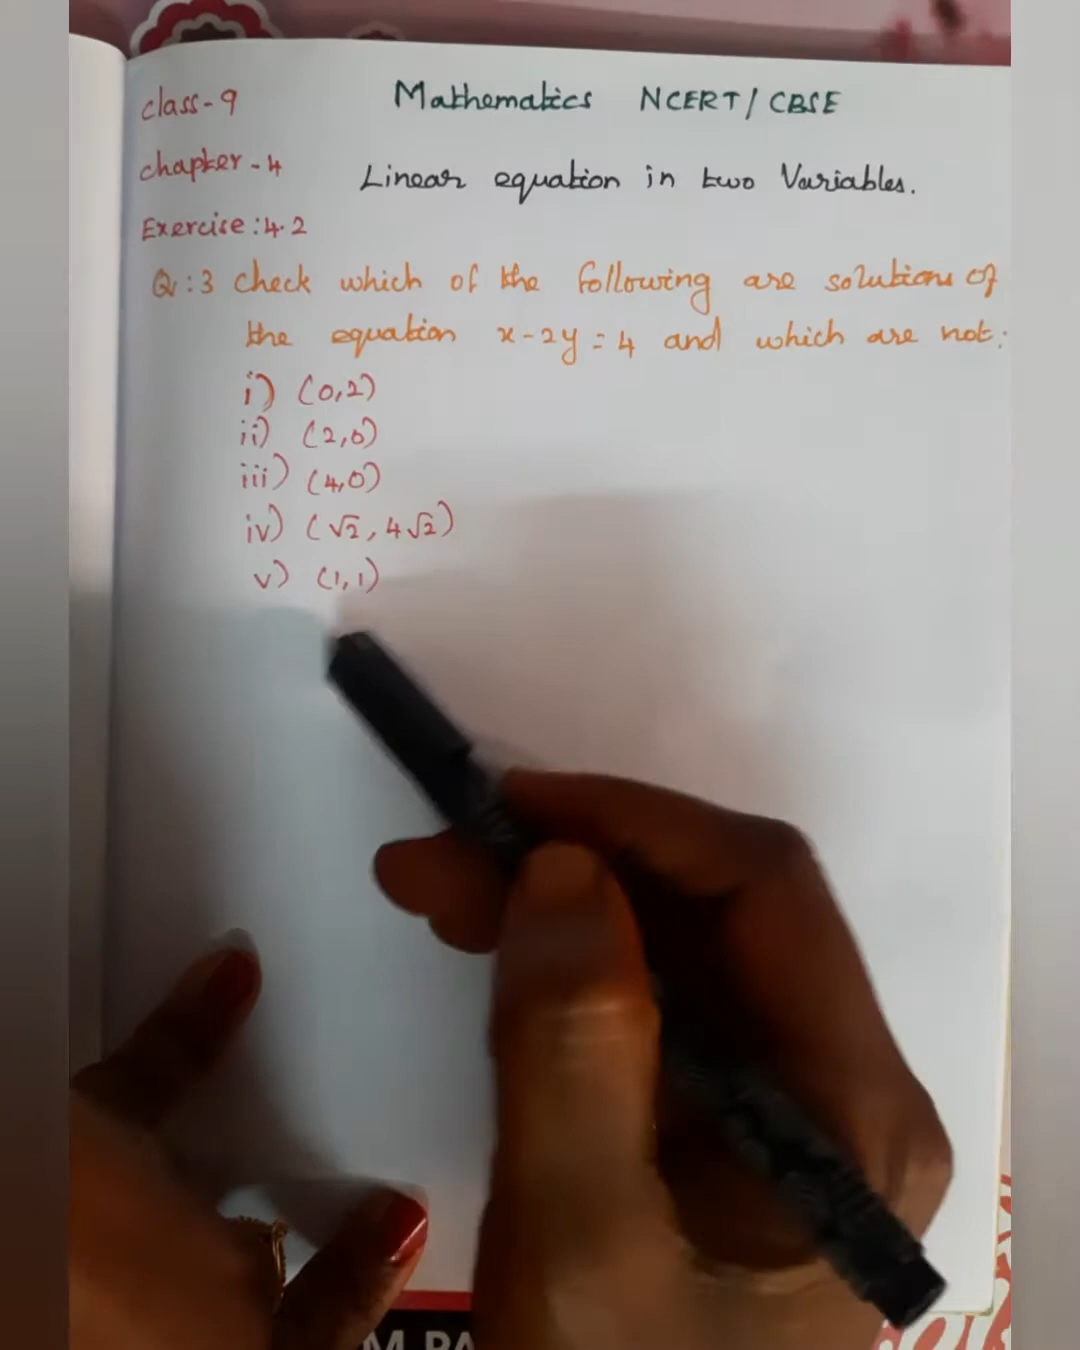 class-9 Mathematics NCERT/ CBSE
chapter-4 Linear equation in two Variables.
Exercise:4.2
Q:3 check which of the following are solutions of
the equation x-2y=4 and which are not:
i) (0,2)
ii) (2,0)
iii) (4,0)
iv) (√2, 4√2)
v) (1,1)